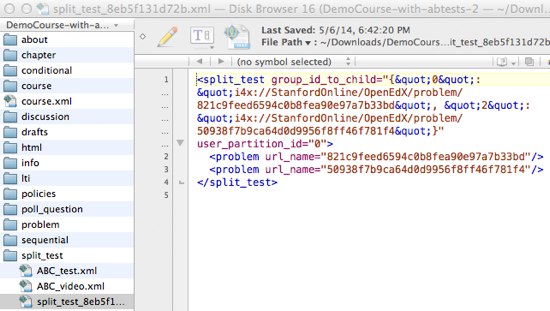 split_test_8eb5f131d72b.xml — Disk Browser 16 (DemoCourse-with-abtests-2 — ~/Down
DemoCourse-with-abtests-2
Last Saved: 5/6/14, 6:42:20 PM
File Path ▾ : ~/Downloads/DemoCours...it_test_8eb5f131d72b
(no symbol selected)
about
chapter
conditional
course
course.xml
discussion
drafts
html
info
lti
policies
poll_question
problem
sequential
split_test
ABC_test.xml
ABC_video.xml
split_test_8eb5f1...
1 <split_test group_id_to_child="{&quot;0&quot;:
&quot;i4x://StanfordOnline/OpenEdX/problem/
821c9feed6594c0b8fea90e97a7b33bd&quot;, &quot;2&quot;:
&quot;i4x://StanfordOnline/OpenEdX/problem/
50938f7b9ca64d0d9956f8ff46f781f4&quot;}"
user_partition_id="0">
2 <problem url_name="821c9feed6594c0b8fea90e97a7b33bd"/>
3 <problem url_name="50938f7b9ca64d0d9956f8ff46f781f4"/>
4 </split_test>
5